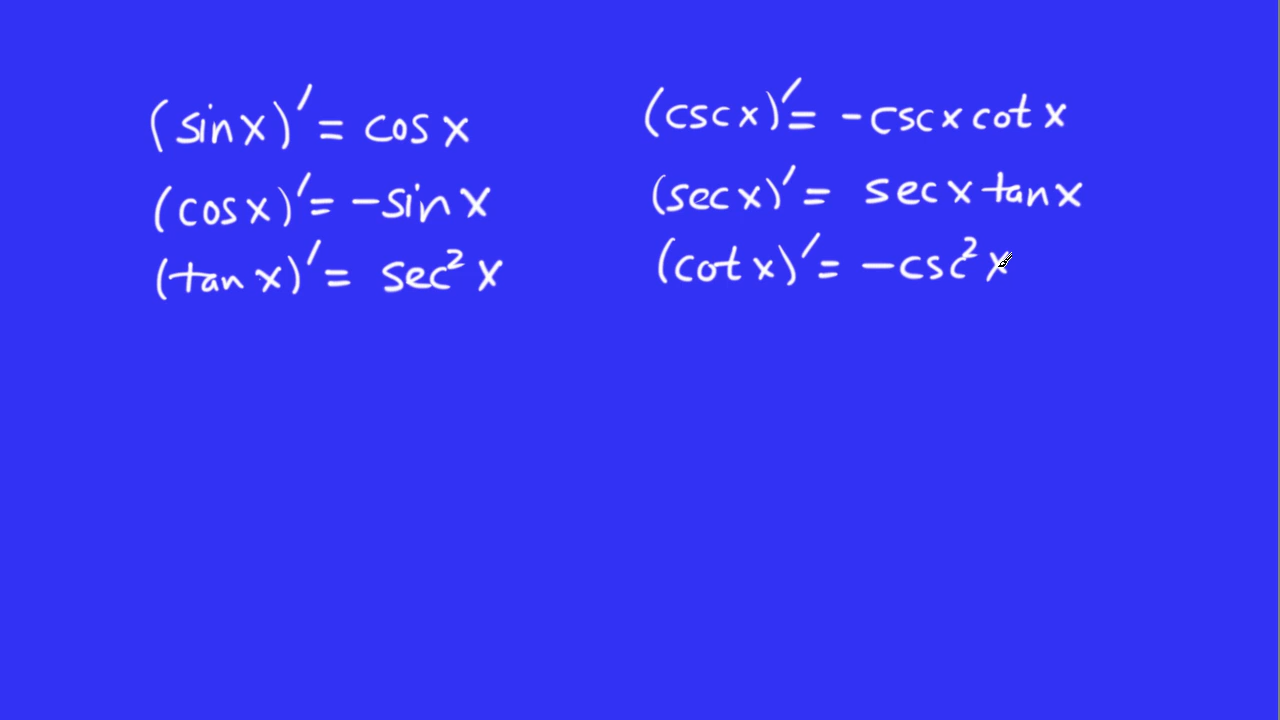 (sin x)′ = cos x
(cos x)′ = -sin x
(tan x)′ = sec² x
(csc x)′ = -csc x cot x
(sec x)′ = sec x tan x
(cot x)′ = -csc² x